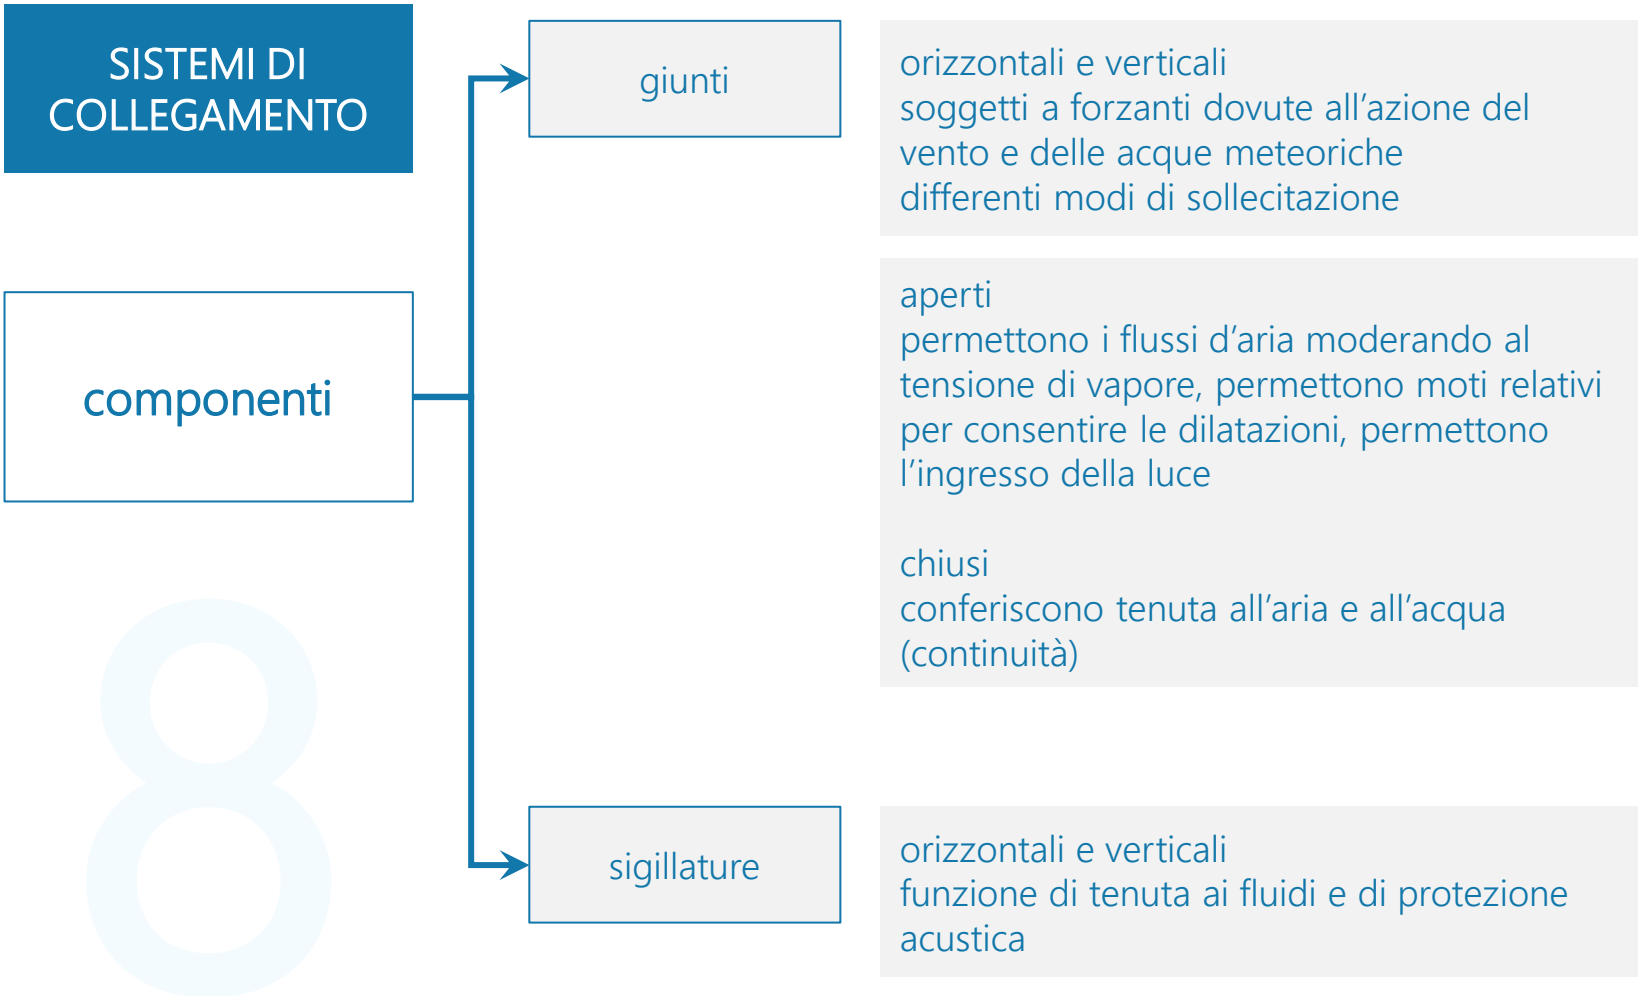 SISTEMI DI
COLLEGAMENTO
giunti
orizzontali e verticali
soggetti a forzanti dovute all’azione del
vento e delle acque meteoriche
differenti modi di sollecitazione
componenti
aperti
permettono i flussi d’aria moderando al
tensione di vapore, permettono moti relativi
per consentire le dilatazioni, permettono
l’ingresso della luce
chiusi
conferiscono tenuta all’aria e all’acqua
(continuità)
8
sigillature
orizzontali e verticali
funzione di tenuta ai fluidi e di protezione
acustica